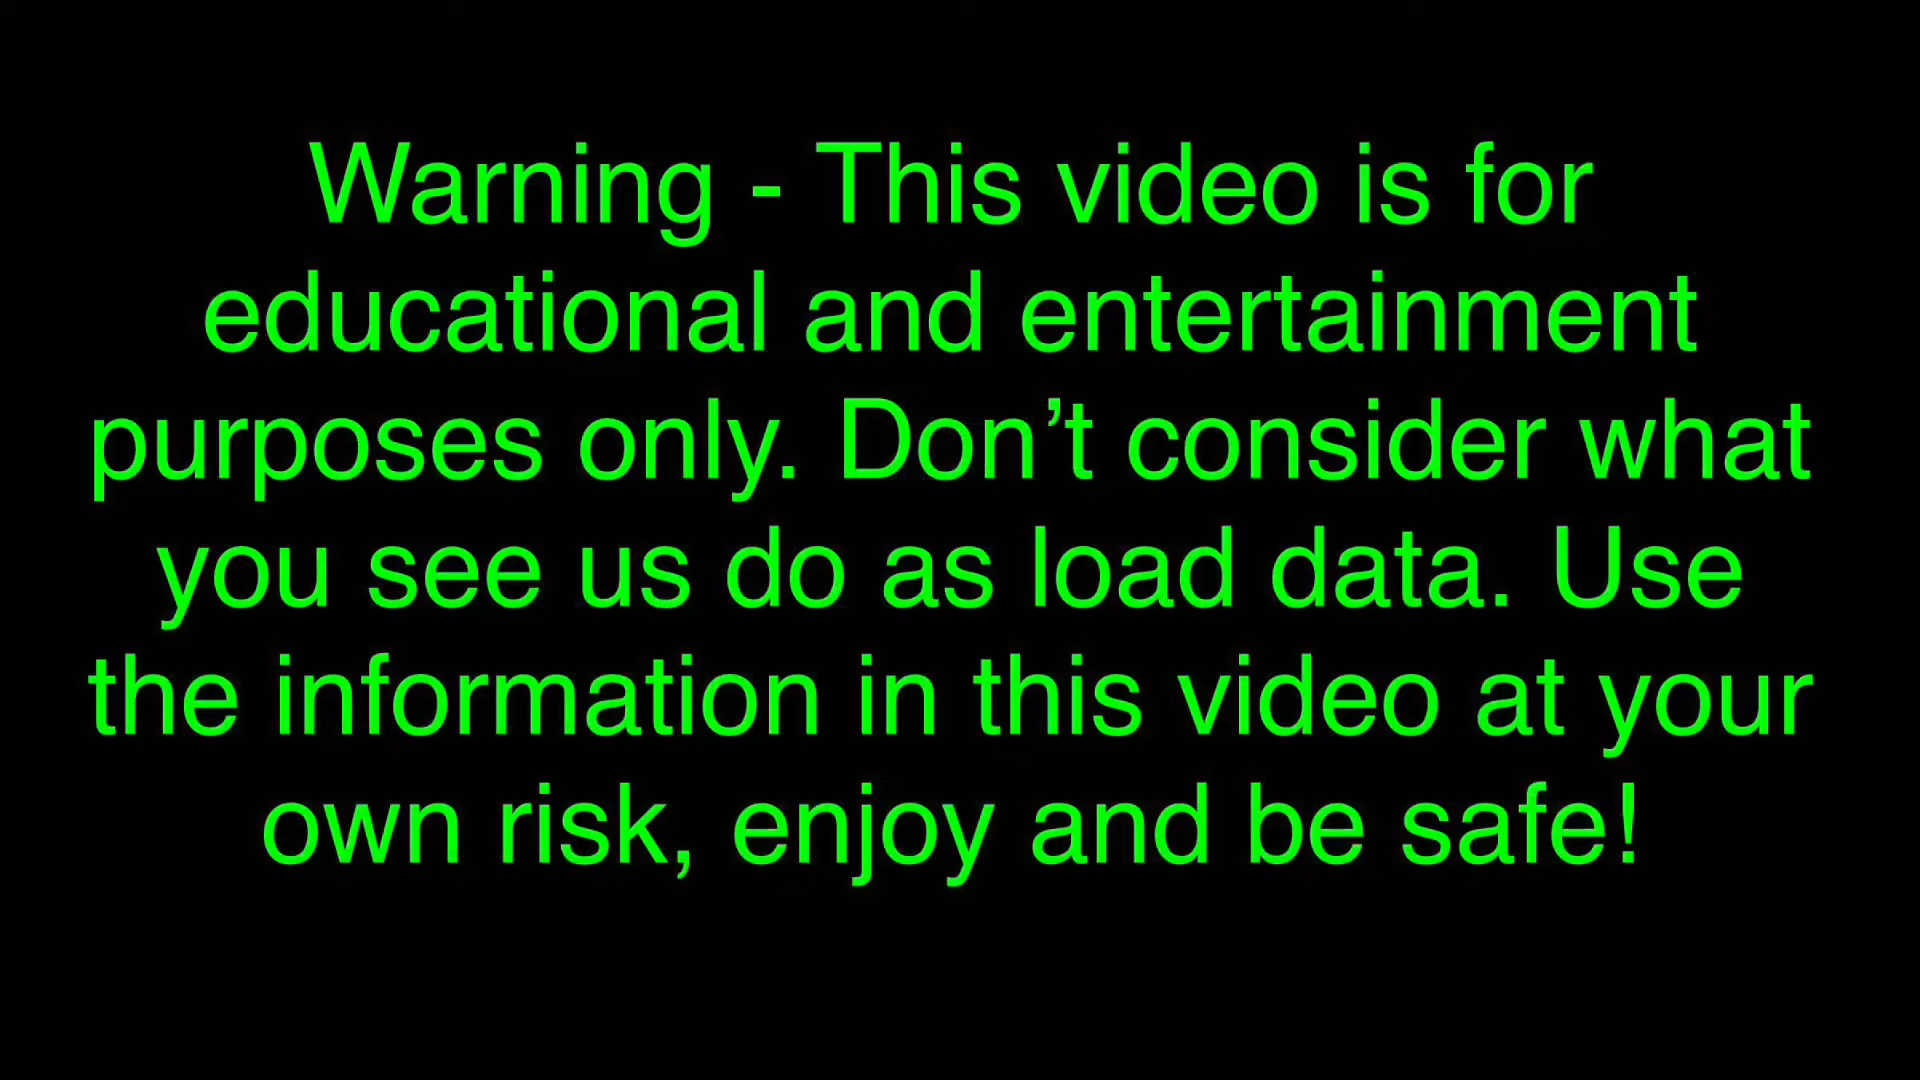 Warning - This video is for
educational and entertainment
purposes only. Don’t consider what
you see us do as load data. Use
the information in this video at your
own risk, enjoy and be safe!